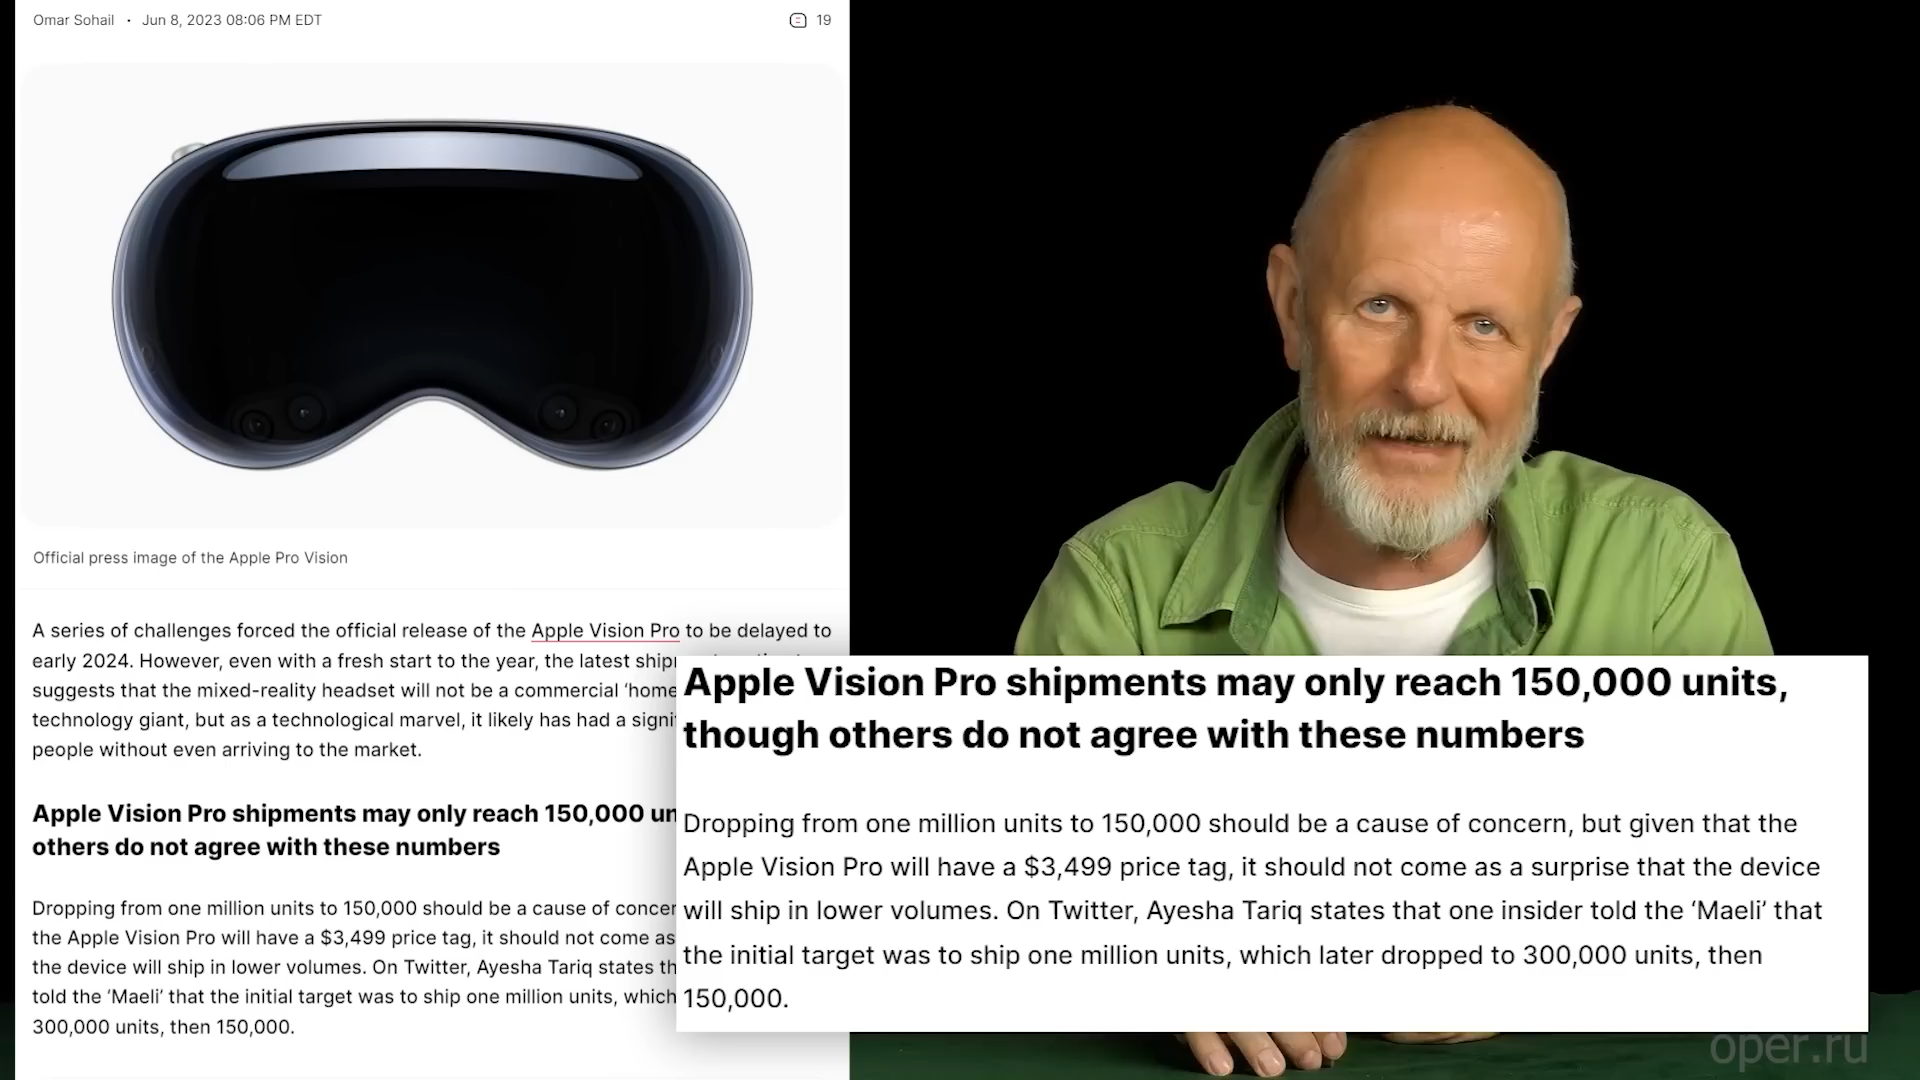 Omar Sohail • Jun 8, 2023 08:06 PM EDT
19
Official press image of the Apple Pro Vision
A series of challenges forced the official release of the Apple Vision Pro to be delayed to
early 2024. However, even with a fresh start to the year, the latest
suggests that the mixed-reality headset will not be a commercial ‘home
technology giant, but as a technological marvel, it likely has had a
people without even arriving to the market.
Apple Vision Pro shipments may only reach 150,000
others do not agree with these numbers
Dropping from one million units to 150,000 should be a cause of
the Apple Vision Pro will have a $3,499 price tag, it should not come as
the device will ship in lower volumes. On Twitter, Ayesha Tariq states
told the ‘Maeli’ that the initial target was to ship one million units, which
300,000 units, then 150,000.
Apple Vision Pro shipments may only reach 150,000 units,
though others do not agree with these numbers
Dropping from one million units to 150,000 should be a cause of concern, but given that the
Apple Vision Pro will have a $3,499 price tag, it should not come as a surprise that the device
will ship in lower volumes. On Twitter, Ayesha Tariq states that one insider told the ‘Maeli’ that
the initial target was to ship one million units, which later dropped to 300,000 units, then
150,000.
oper.ru